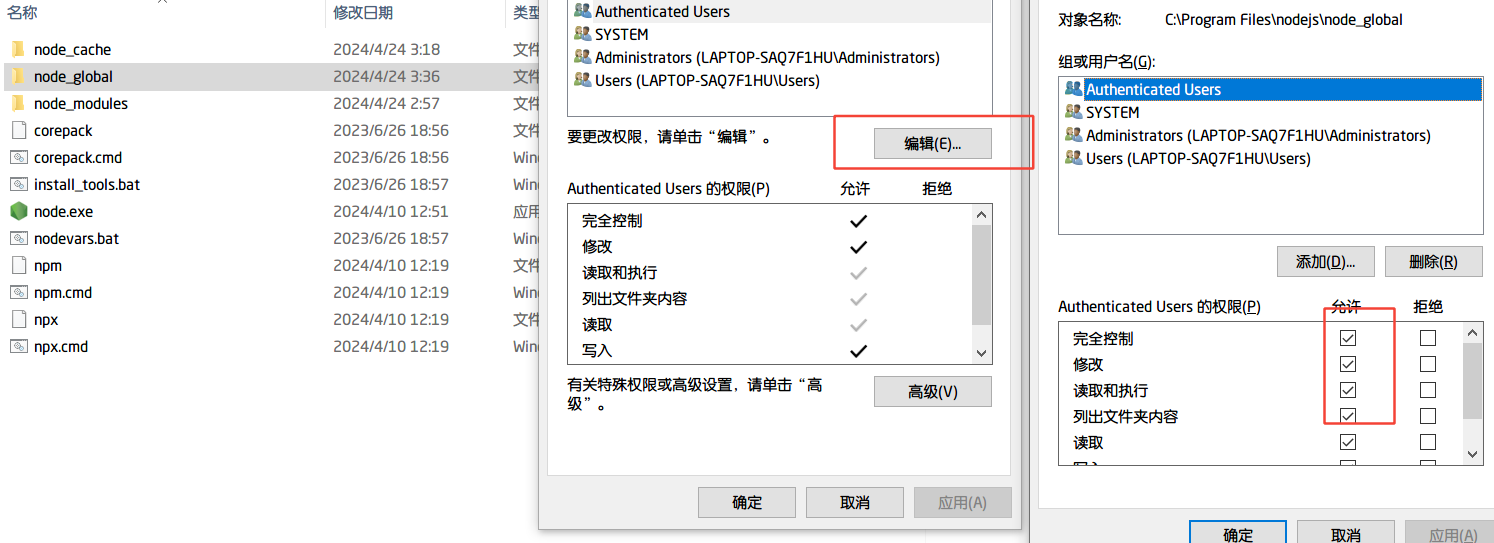 名称 修改日期 类型
node_cache 2024/4/24 3:18 文件
node_global 2024/4/24 3:36 文件
node_modules 2024/4/24 2:57 文件
corepack 2023/6/26 18:56 文件
corepack.cmd 2023/6/26 18:56 Wind
install_tools.bat 2023/6/26 18:57 Wind
node.exe 2024/4/10 12:51 应用
nodevars.bat 2023/6/26 18:57 Wind
npm 2024/4/10 12:19 文件
npm.cmd 2024/4/10 12:19 Wind
npx 2024/4/10 12:19 文件
npx.cmd 2024/4/10 12:19 Wind
Authenticated Users
SYSTEM
Administrators (LAPTOP-SAQ7F1HU\Administrators)
Users (LAPTOP-SAQ7F1HU\Users)
要更改权限，请单击“编辑”。
编辑(E)...
Authenticated Users 的权限(P) 允许 拒绝
完全控制
修改
读取和执行
列出文件夹内容
读取
写入
有关特殊权限或高级设置，请单击“高
级”。
高级(V)
确定 取消 应用(A)
对象名称: C:\Program Files\nodejs\node_global
组或用户名(G):
Authenticated Users
SYSTEM
Administrators (LAPTOP-SAQ7F1HU\Administrators)
Users (LAPTOP-SAQ7F1HU\Users)
添加(D)... 删除(R)
Authenticated Users 的权限(P) 允许 拒绝
完全控制
修改
读取和执行
列出文件夹内容
读取
确定 取消 应用(A)